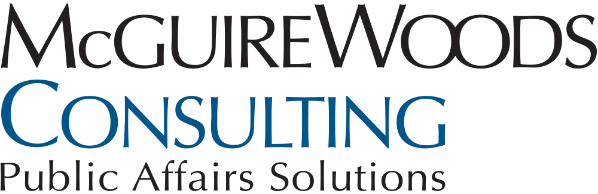 McGuireWoods
Consulting
Public Affairs Solutions